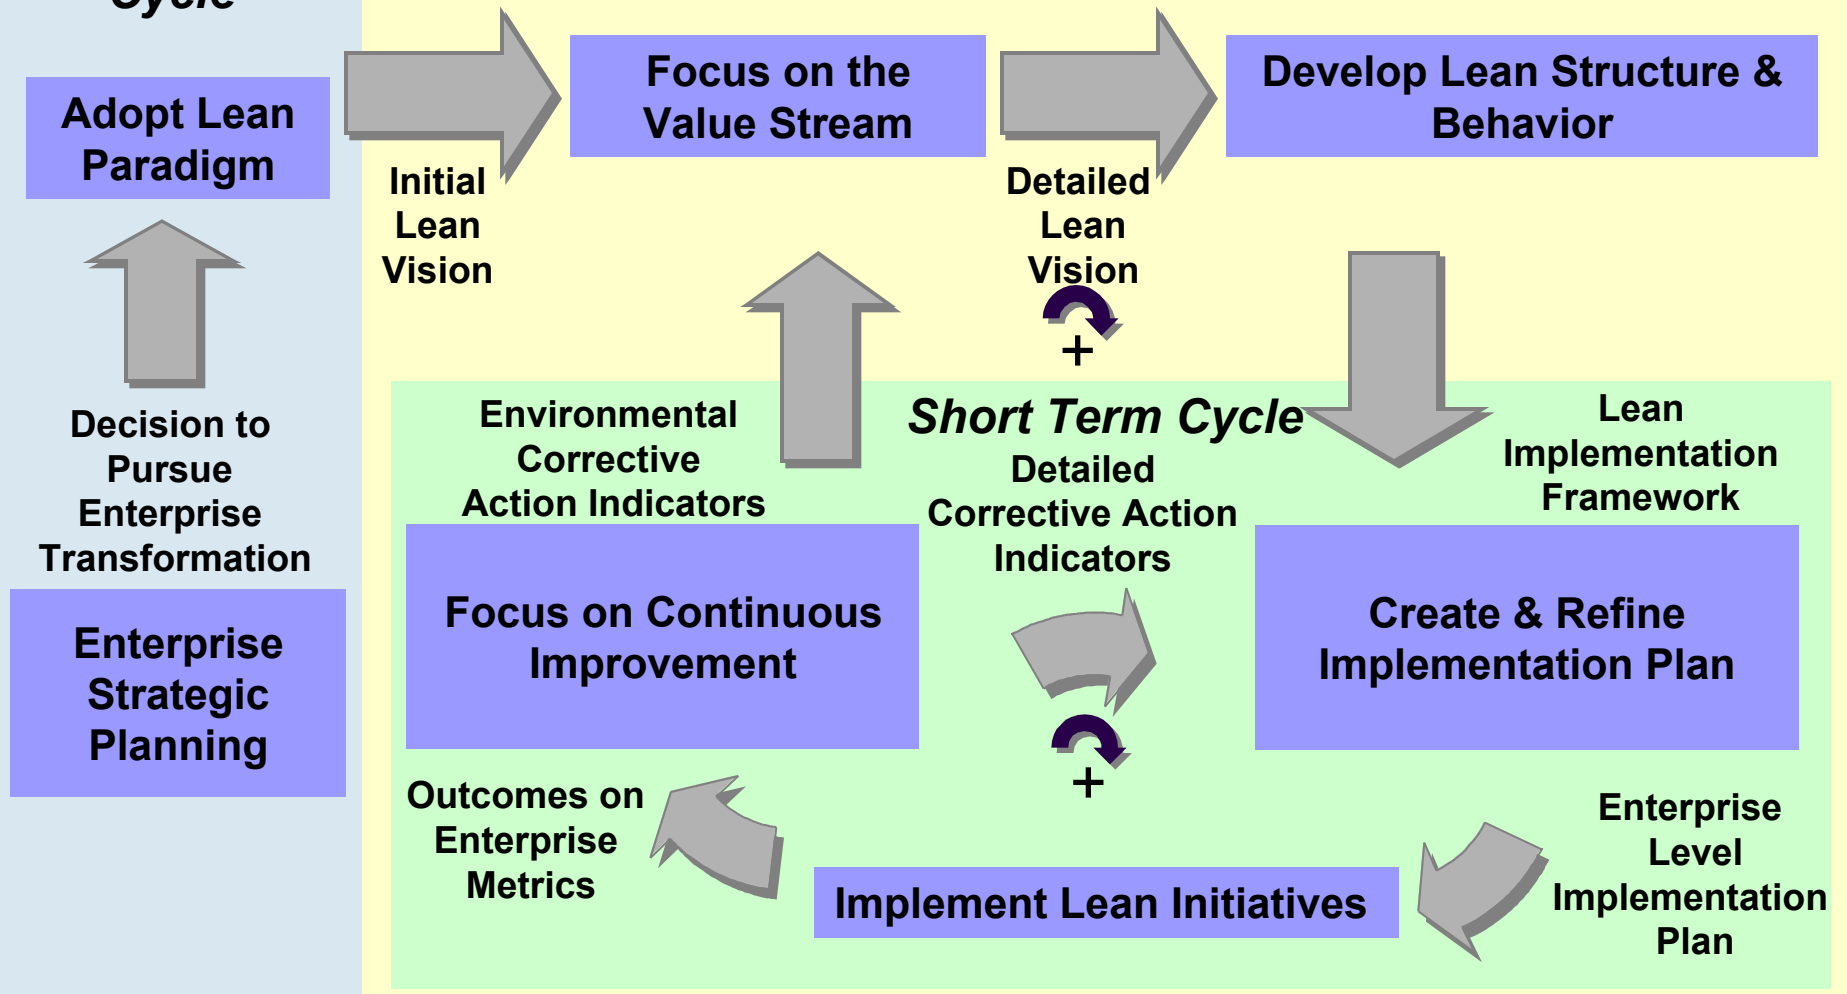 Cycle
Adopt Lean
Paradigm
Decision to
Pursue
Enterprise
Transformation
Enterprise
Strategic
Planning
Initial
Lean
Vision
Focus on the
Value Stream
Detailed
Lean
Vision
+
Develop Lean Structure &
Behavior
Environmental
Corrective
Action Indicators
Short Term Cycle
Detailed
Corrective Action
Indicators
Lean
Implementation
Framework
Focus on Continuous
Improvement
Create & Refine
Implementation Plan
+
Outcomes on
Enterprise
Metrics
Implement Lean Initiatives
Enterprise
Level
Implementation
Plan